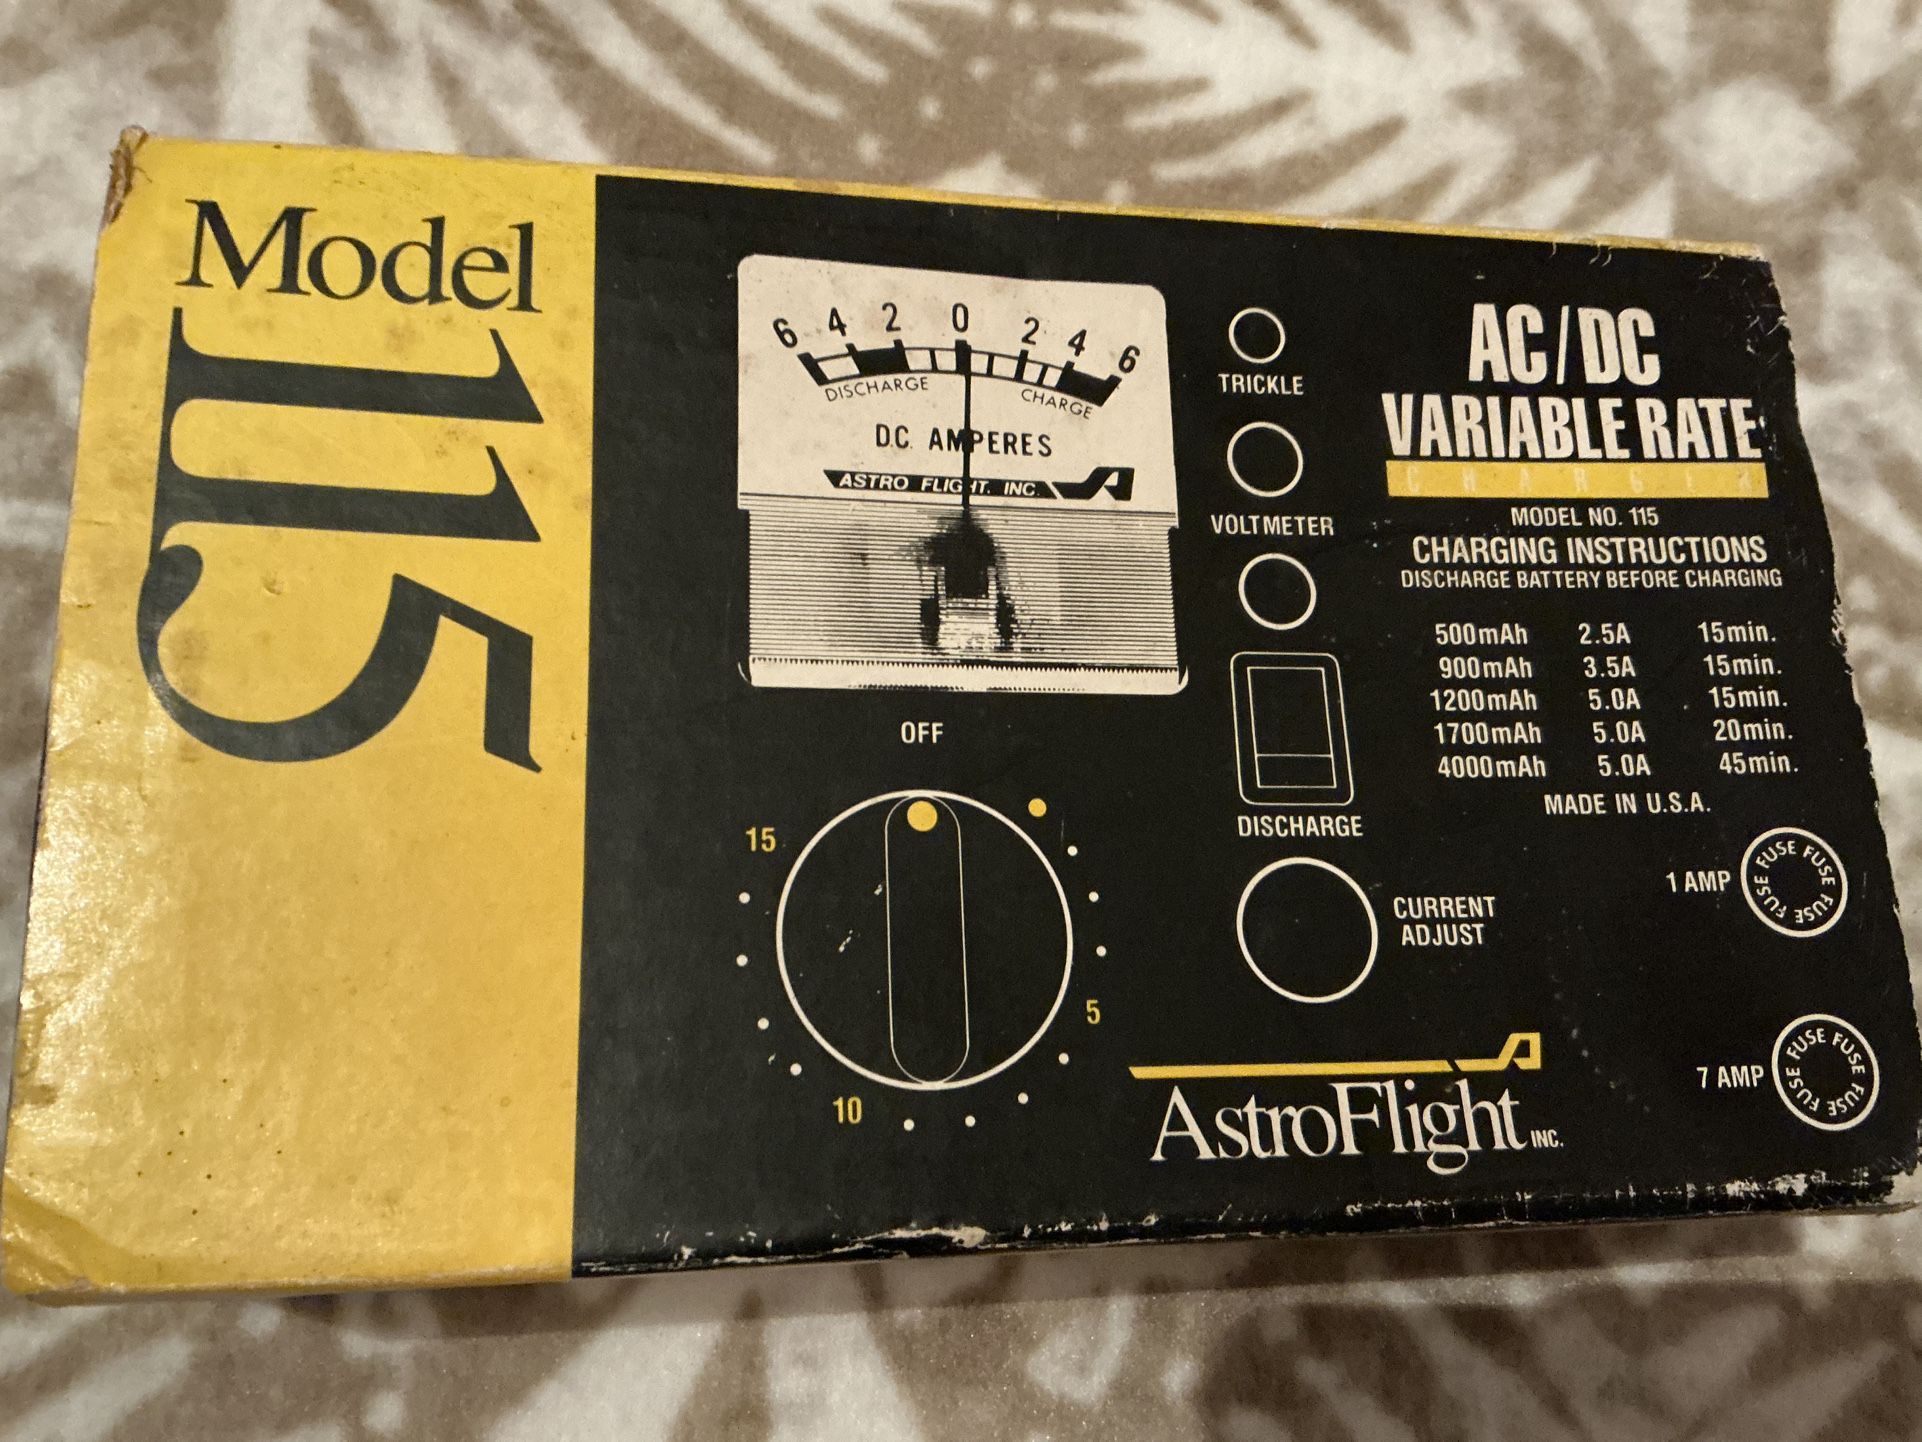 Model
115
6 4 2 0 2 4 6
DISCHARGE CHARGE
D.C. AMPERES
ASTRO FLIGHT, INC.
TRICKLE
VOLTMETER
DISCHARGE
CURRENT
ADJUST
OFF
15
5
10
AC/DC
VARIABLE RATE
CHARGER
MODEL NO. 115
CHARGING INSTRUCTIONS
DISCHARGE BATTERY BEFORE CHARGING
500mAh 2.5A 15min.
900mAh 3.5A 15min.
1200mAh 5.0A 15min.
1700mAh 5.0A 20min.
4000mAh 5.0A 45min.
MADE IN U.S.A.
1 AMP
FUSE FUSE FUSE FUSE
7 AMP
FUSE FUSE FUSE FUSE
AstroFlight INC.